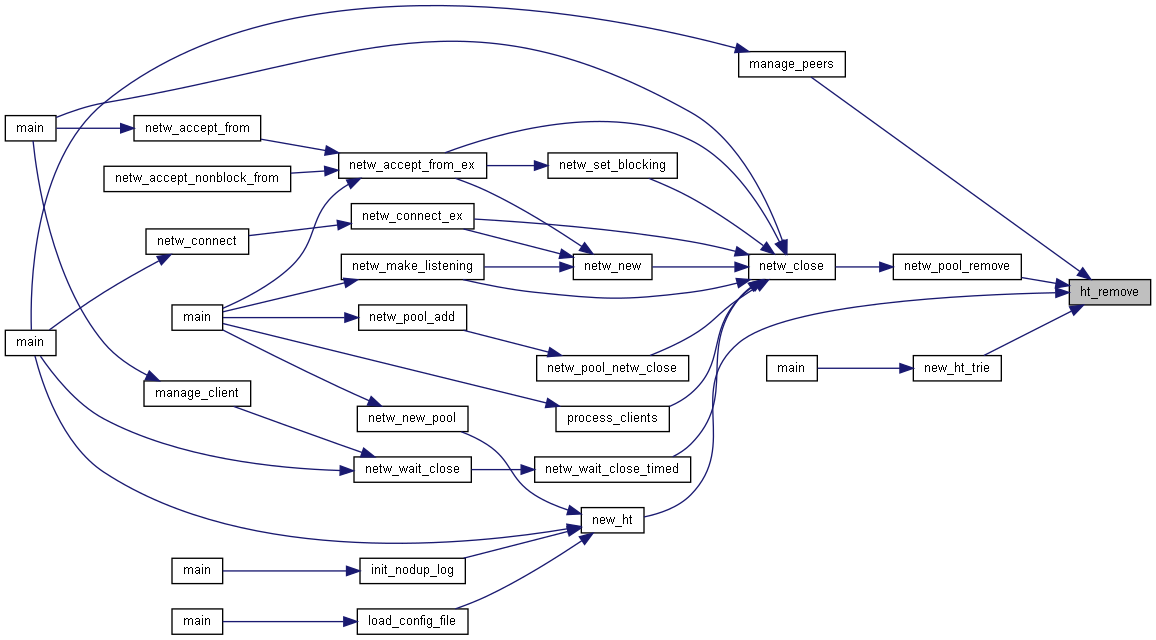 manage_peers
main
netw_accept_from
netw_accept_from_ex
netw_set_blocking
netw_accept_nonblock_from
netw_connect_ex
netw_connect
netw_make_listening
netw_new
netw_close
netw_pool_remove
ht_remove
main
netw_pool_add
main
netw_pool_netw_close
main
new_ht_trie
manage_client
netw_new_pool
process_clients
netw_wait_close
netw_wait_close_timed
new_ht
main
init_nodup_log
main
load_config_file